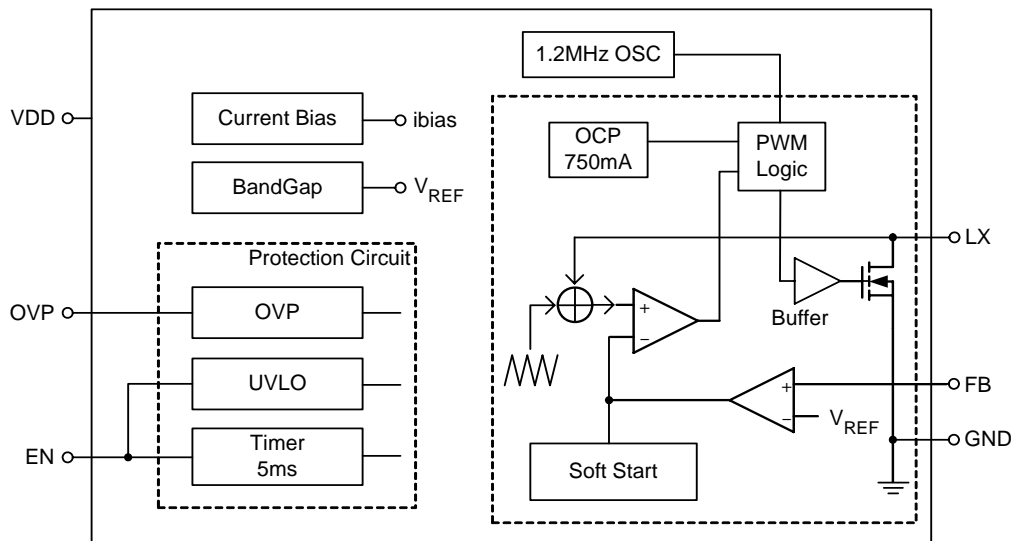 1.2MHz OSC
VDD
Current Bias
ibias
OCP
750mA
PWM
Logic
BandGap
VREF
LX
Protection Circuit
OVP
OVP
+
−
Buffer
UVLO
FB
+
−
VREF
GND
EN
Timer
5ms
Soft Start